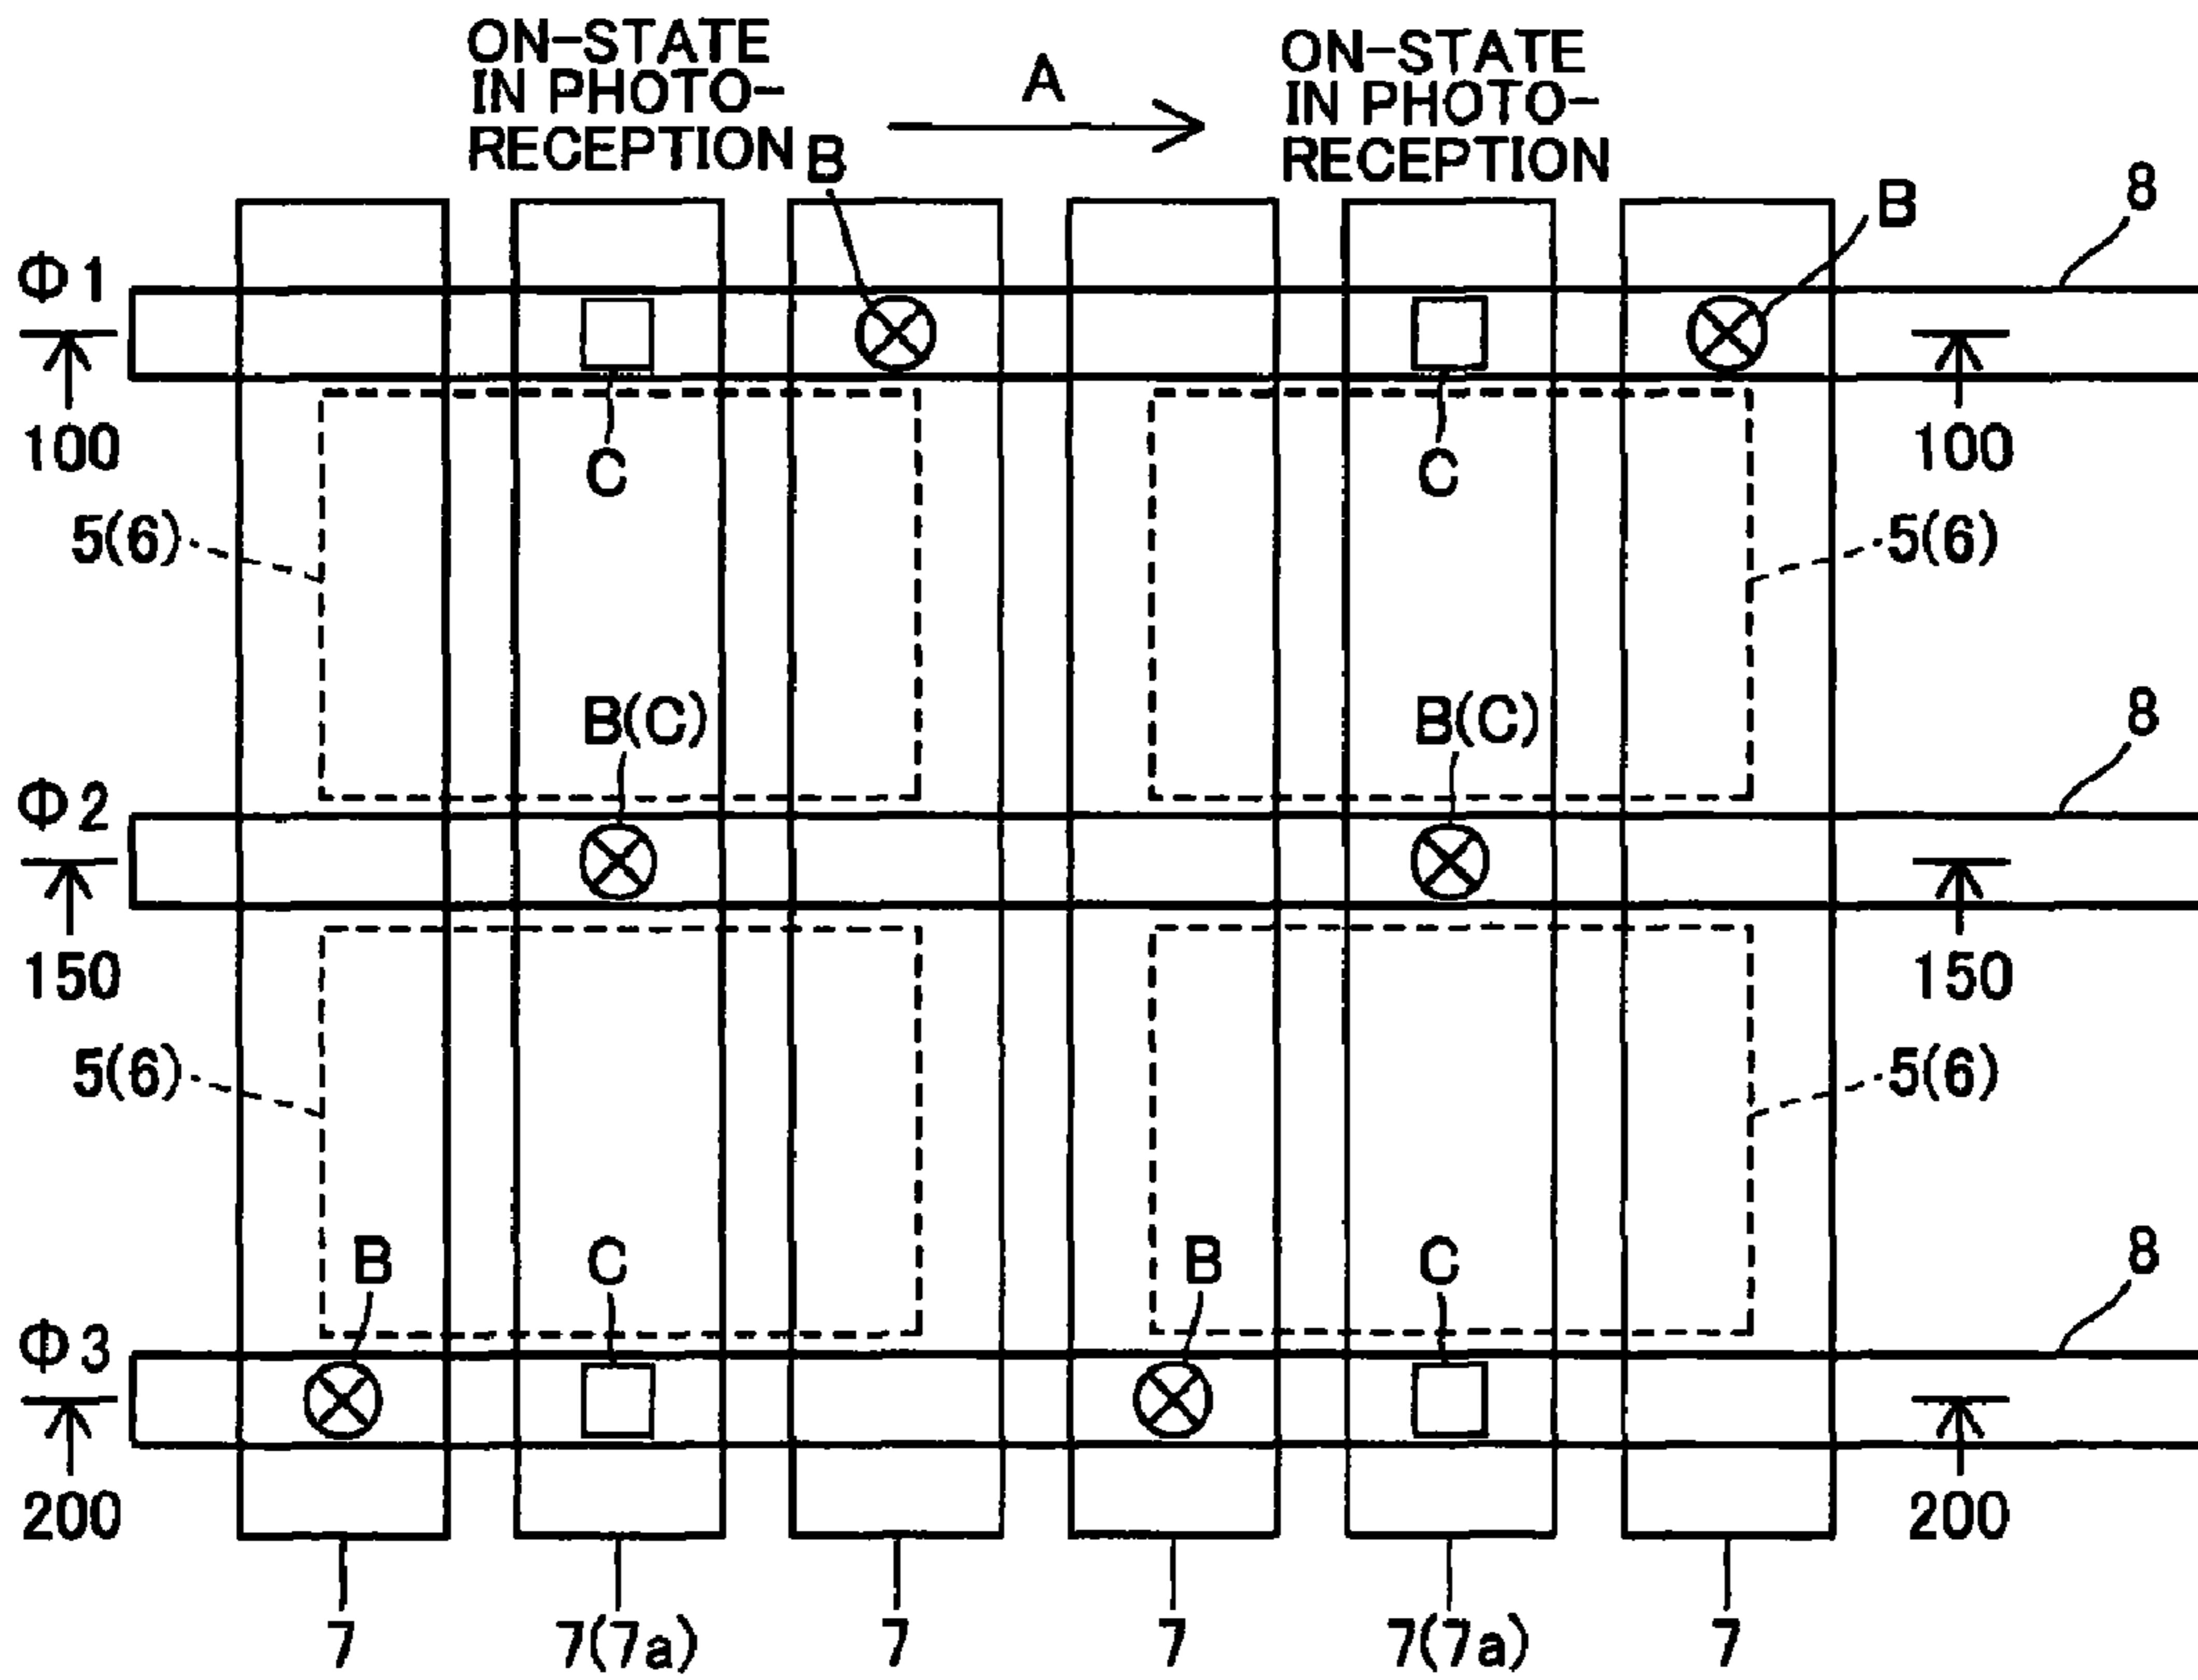 ON-STATE
IN PHOTO-
RECEPTION
A
ON-STATE
IN PHOTO-
RECEPTION
B
B
8
Φ1
100
C
C
100
5(6)
5(6)
B(C)
B(C)
8
Φ2
150
150
5(6)
5(6)
B
C
B
C
8
Φ3
200
200
7
7(7a)
7
7
7(7a)
7